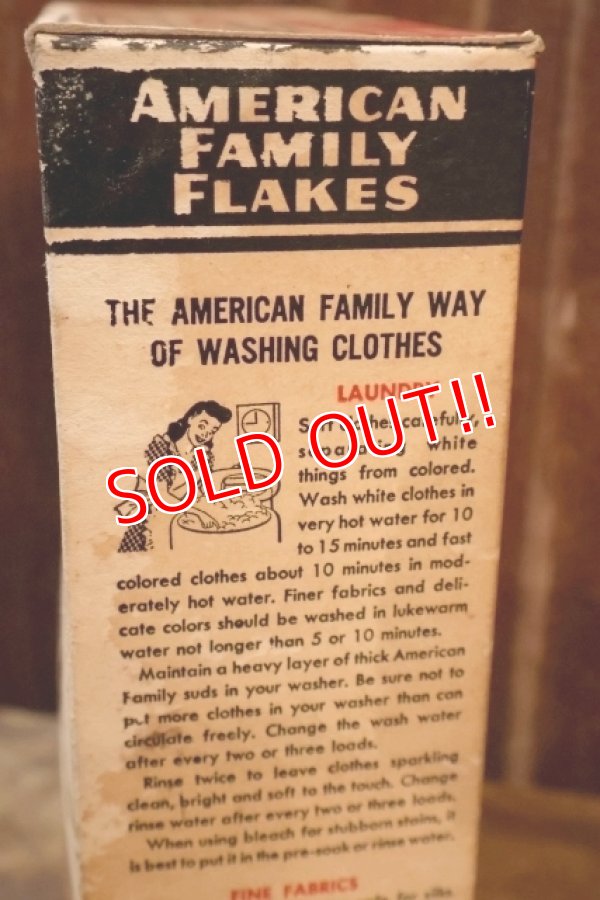 AMERICAN
FAMILY
FLAKES
THE AMERICAN FAMILY WAY
OF WASHING CLOTHES
LAUNDRY
Sort clothes carefully,
separating white
things from colored.
Wash white clothes in
very hot water for 10
to 15 minutes and fast
colored clothes about 10 minutes in mod-
erately hot water. Finer fabrics and deli-
cate colors should be washed in lukewarm
water not longer than 5 or 10 minutes.
Maintain a heavy layer of thick American
Family suds in your washer. Be sure not to
put more clothes in your washer than can
circulate freely. Change the wash water
after every two or three loads.
Rinse twice to leave clothes sparkling
clean, bright and soft to the touch. Change
rinse water after every two or three loads.
When using bleach for stubborn stains, it
is best to put it in the pre-soak or rinse water.
FINE FABRICS
SOLD OUT!!